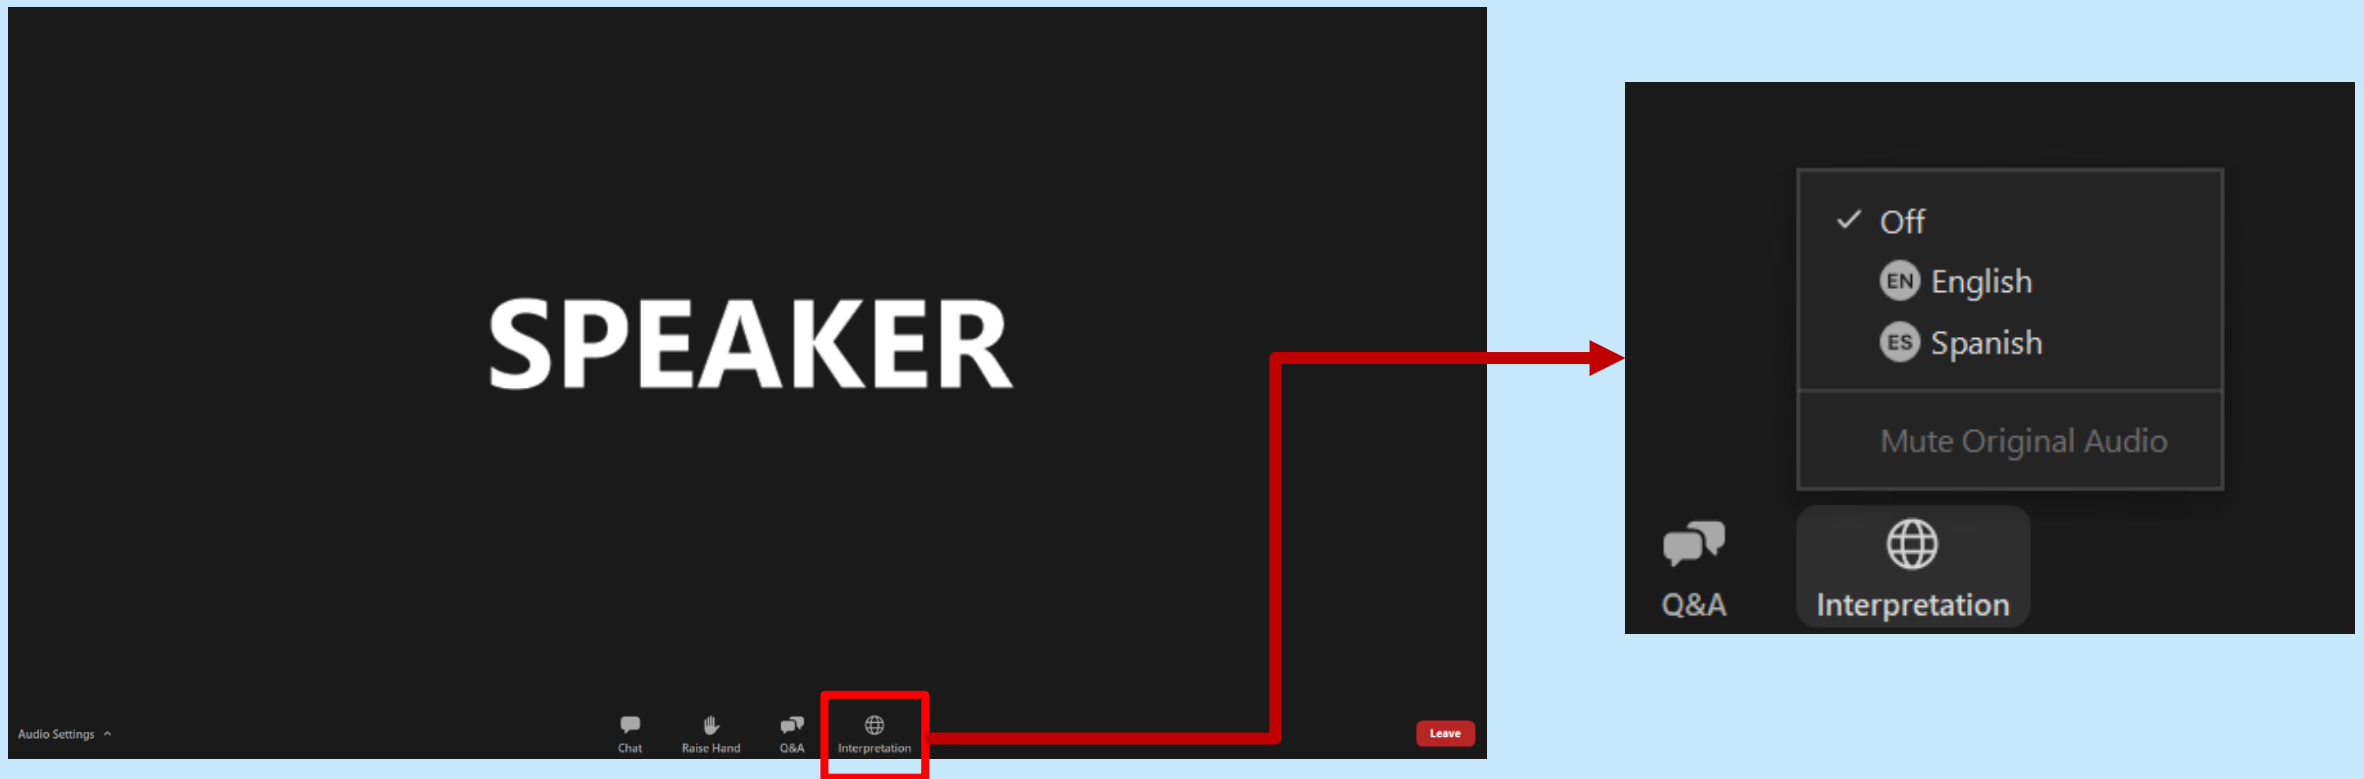 SPEAKER
Audio Settings
Chat
Raise Hand
Q&A
Interpretation
Leave
Off
EN English
ES Spanish
Mute Original Audio
Q&A
Interpretation